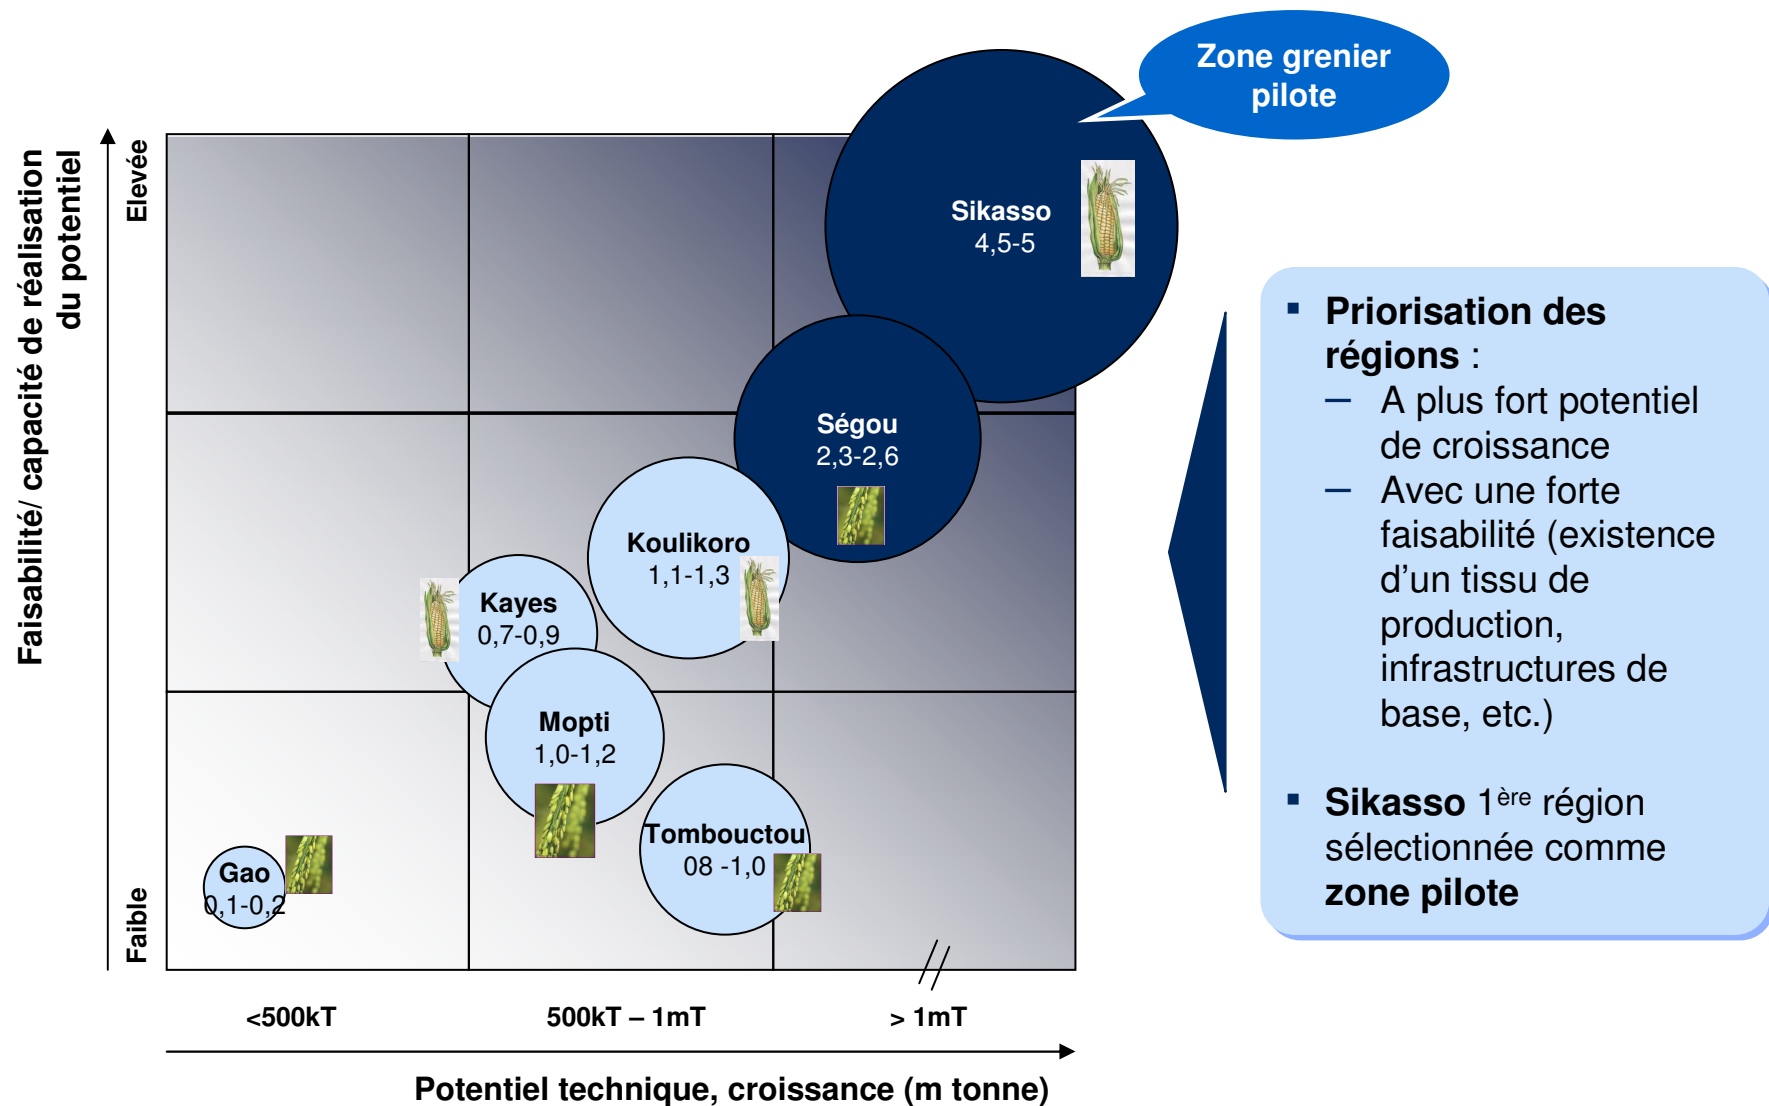 Zone grenier
pilote
Faisabilité/ capacité de réalisation
du potentiel
Elevée
Faible
Sikasso
4,5-5
Ségou
2,3-2,6
Koulikoro
1,1-1,3
Kayes
0,7-0,9
Mopti
1,0-1,2
Tombouctou
08 -1,0
Gao
0,1-0,2
<500kT
500kT – 1mT
> 1mT
Potentiel technique, croissance (m tonne)
▪ Priorisation des
régions :
– A plus fort potentiel
de croissance
– Avec une forte
faisabilité (existence
d’un tissu de
production,
infrastructures de
base, etc.)
▪ Sikasso 1ère région
sélectionnée comme
zone pilote